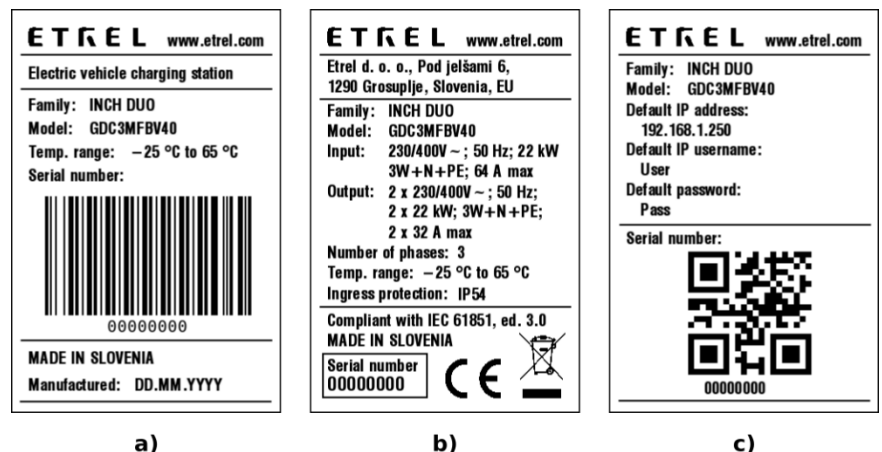 ETREL www.etrel.com
Electric vehicle charging station
Family: INCH DUO
Model: GDC3MFBV40
Temp. range: −25 °C to 65 °C
Serial number:
00000000
MADE IN SLOVENIA
Manufactured: DD.MM.YYYY
a)
ETREL www.etrel.com
Etrel d. o. o., Pod jelšami 6,
1290 Grosuplje, Slovenia, EU
Family: INCH DUO
Model: GDC3MFBV40
Input: 230/400V ~; 50 Hz; 22 kW
3W+N+PE; 64 A max
Output: 2 x 230/400V ~; 50 Hz;
2 x 22 kW; 3W+N+PE;
2 x 32 A max
Number of phases: 3
Temp. range: −25 °C to 65 °C
Ingress protection: IP54
Compliant with IEC 61851, ed. 3.0
MADE IN SLOVENIA
Serial number
00000000
CE
b)
ETREL www.etrel.com
Family: INCH DUO
Model: GDC3MFBV40
Default IP address:
192.168.1.250
Default IP username:
User
Default password:
Pass
Serial number:
00000000
c)